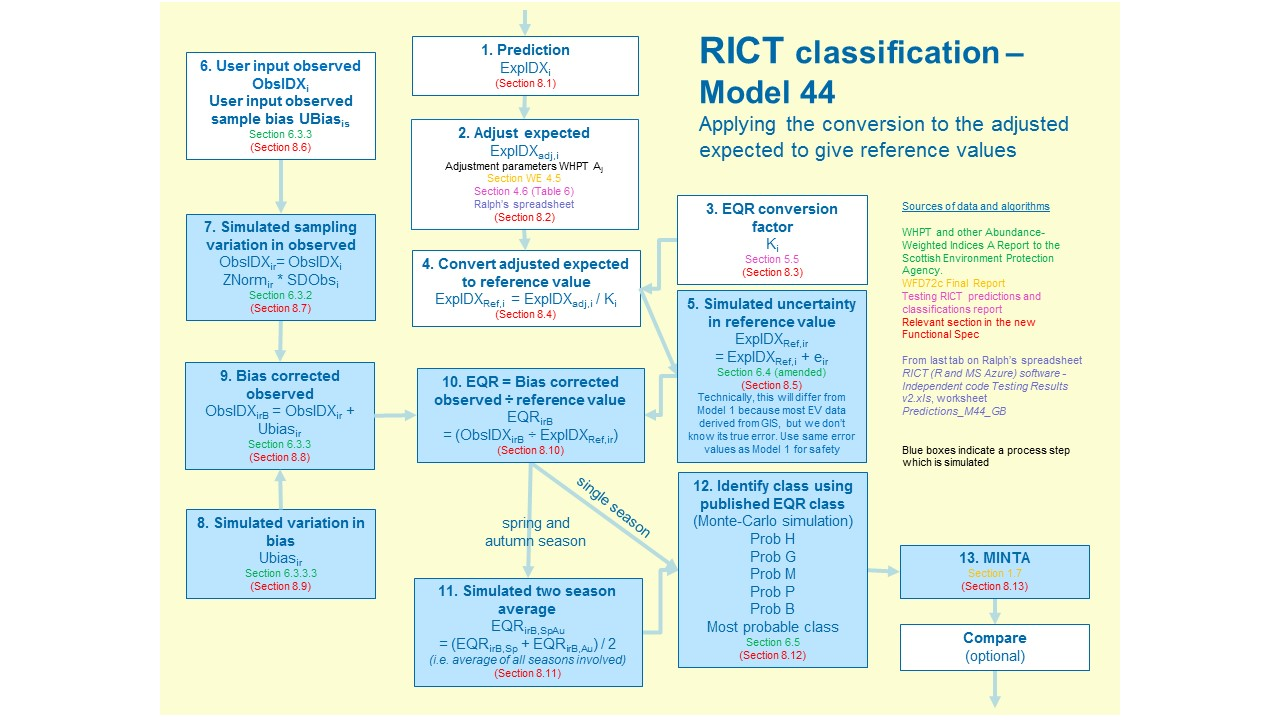 RICT classification –
Model 44
Applying the conversion to the adjusted
expected to give reference values
1. Prediction
ExpIDXi
(Section 8.1)
2. Adjust expected
ExpIDXadj,i
Adjustment parameters WHPT Aj
Section WE 4.5
Section 4.6 (Table 6)
Ralph's spreadsheet
(Section 8.2)
3. EQR conversion
factor
Ki
Section 5.5
(Section 8.3)
4. Convert adjusted expected
to reference value
ExpIDXRef,i = ExpIDXadj,i / Ki
(Section 8.4)
5. Simulated uncertainty
in reference value
ExpIDXRef,ir
= ExpIDXRef,i + eir
Section 6.4 (amended)
(Section 8.5)
Technically, this will differ from
Model 1 because most EV data
derived from GIS, but we don't
know its true error. Use same error
values as Model 1 for safety
6. User input observed
ObsIDXi
User input observed
sample bias UBiasis
Section 6.3.3
(Section 8.6)
7. Simulated sampling
variation in observed
ObsIDXir= ObsIDXi
ZNormir * SDObsi
Section 6.3.2
(Section 8.7)
9. Bias corrected
observed
ObsIDXirB = ObsIDXir +
Ubiasir
Section 6.3.3
(Section 8.8)
8. Simulated variation in
bias
Ubiasir
Section 6.3.3.3
(Section 8.9)
10. EQR = Bias corrected
observed ÷ reference value
EQRirB
= (ObsIDXirB ÷ ExpIDXRef,ir)
(Section 8.10)
spring and
autumn season
single season
11. Simulated two season
average
EQRirB,SpAu
= (EQRirB,Sp + EQRirB,Au) / 2
(i.e. average of all seasons involved)
(Section 8.11)
12. Identify class using
published EQR class
(Monte-Carlo simulation)
Prob H
Prob G
Prob M
Prob P
Prob B
Most probable class
Section 6.5
(Section 8.12)
13. MINTA
Section 1.7
(Section 8.13)
Compare
(optional)
Sources of data and algorithms
WHPT and other Abundance-
Weighted Indices A Report to the
Scottish Environment Protection
Agency.
WFD72c Final Report
Testing RICT predictions and
classifications report
Relevant section in the new
Functional Spec
From last tab on Ralph's spreadsheet
RICT (R and MS Azure) software -
Independent code Testing Results
v2.xls, worksheet
Predictions_M44_GB
Blue boxes indicate a process step
which is simulated